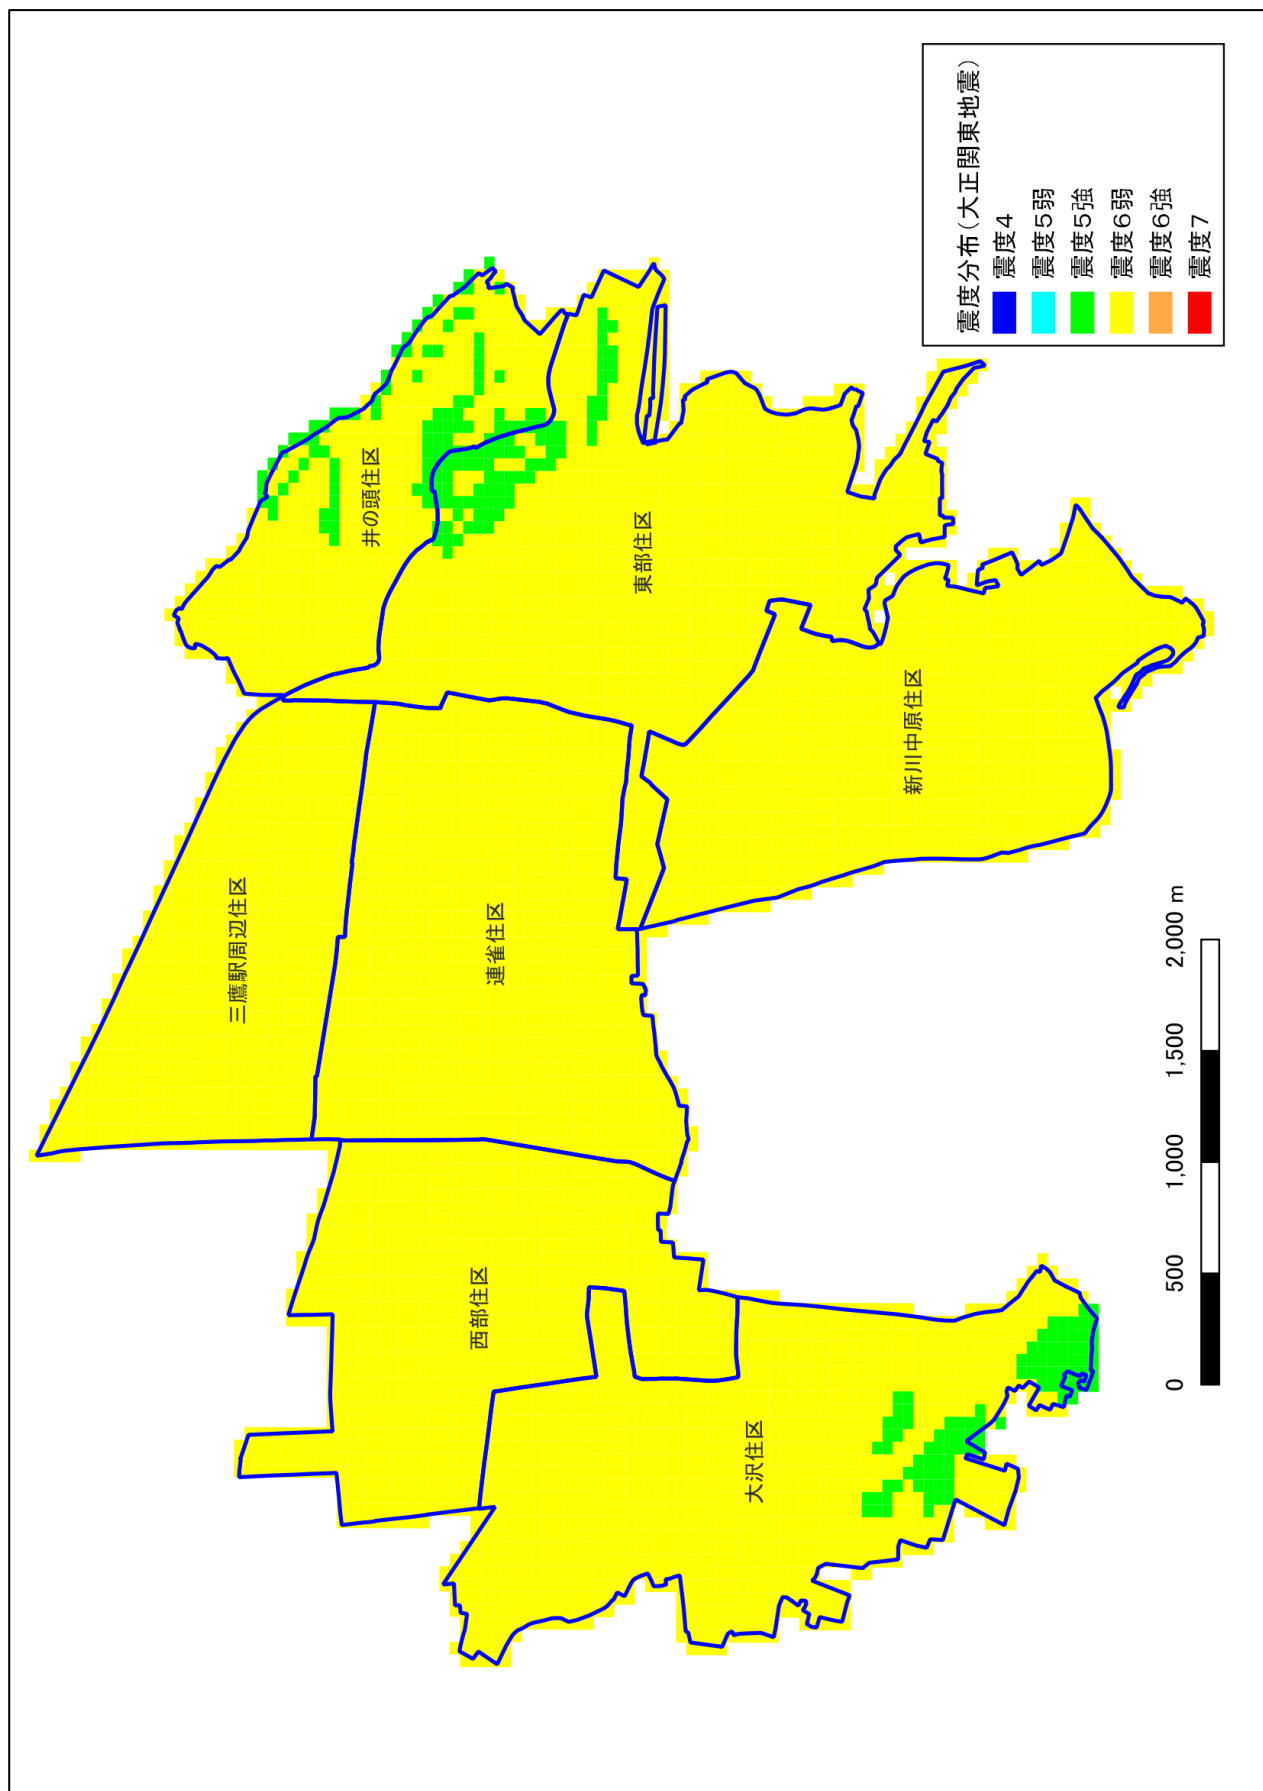 三鷹駅周辺住区
井の頭住区
西部住区
連雀住区
東部住区
大沢住区
新川中原住区
震度分布（大正関東地震）
震度4
震度5弱
震度5強
震度6弱
震度6強
震度7
0 500 1,000 1,500 2,000 m